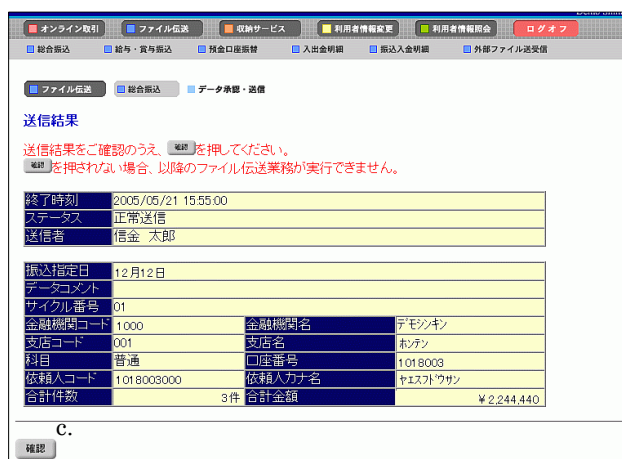 オンライン取引 ファイル伝送 収納サービス 利用者情報変更 利用者情報照会 ログオフ
総合振込 給与・賞与振込 預金口座振替 入出金明細 振込入金明細 外部ファイル送受信
ファイル伝送 総合振込 データ承認・送信
送信結果
送信結果をご確認のうえ、 確認 を押してください。
確認 を押されない場合、以降のファイル伝送業務が実行できません。
終了時刻 2005/05/21 15:55:00
ステータス 正常送信
送信者 信金 太郎
振込指定日 12月12日
データコメント
サイクル番号 01
金融機関コード 1000 金融機関名 デモシンキン
支店コード 001 支店名 ホンテン
科目 普通 口座番号 1018003
依頼人コード 1018003000 依頼人カナ名 ヤエスフドウサン
合計件数 3件 合計金額 ¥2,244,440
c.
確認